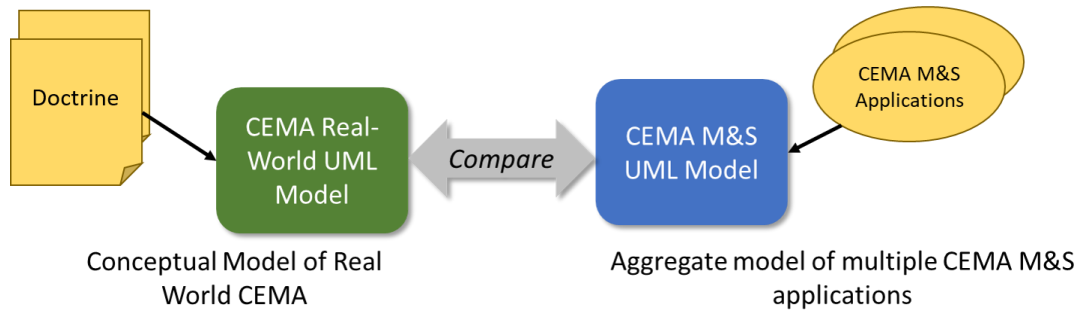 Doctrine
CEMA Real-
World UML
Model
Compare
CEMA M&S
UML Model
CEMA M&S
Applications
Conceptual Model of Real
World CEMA
Aggregate model of multiple CEMA M&S
applications